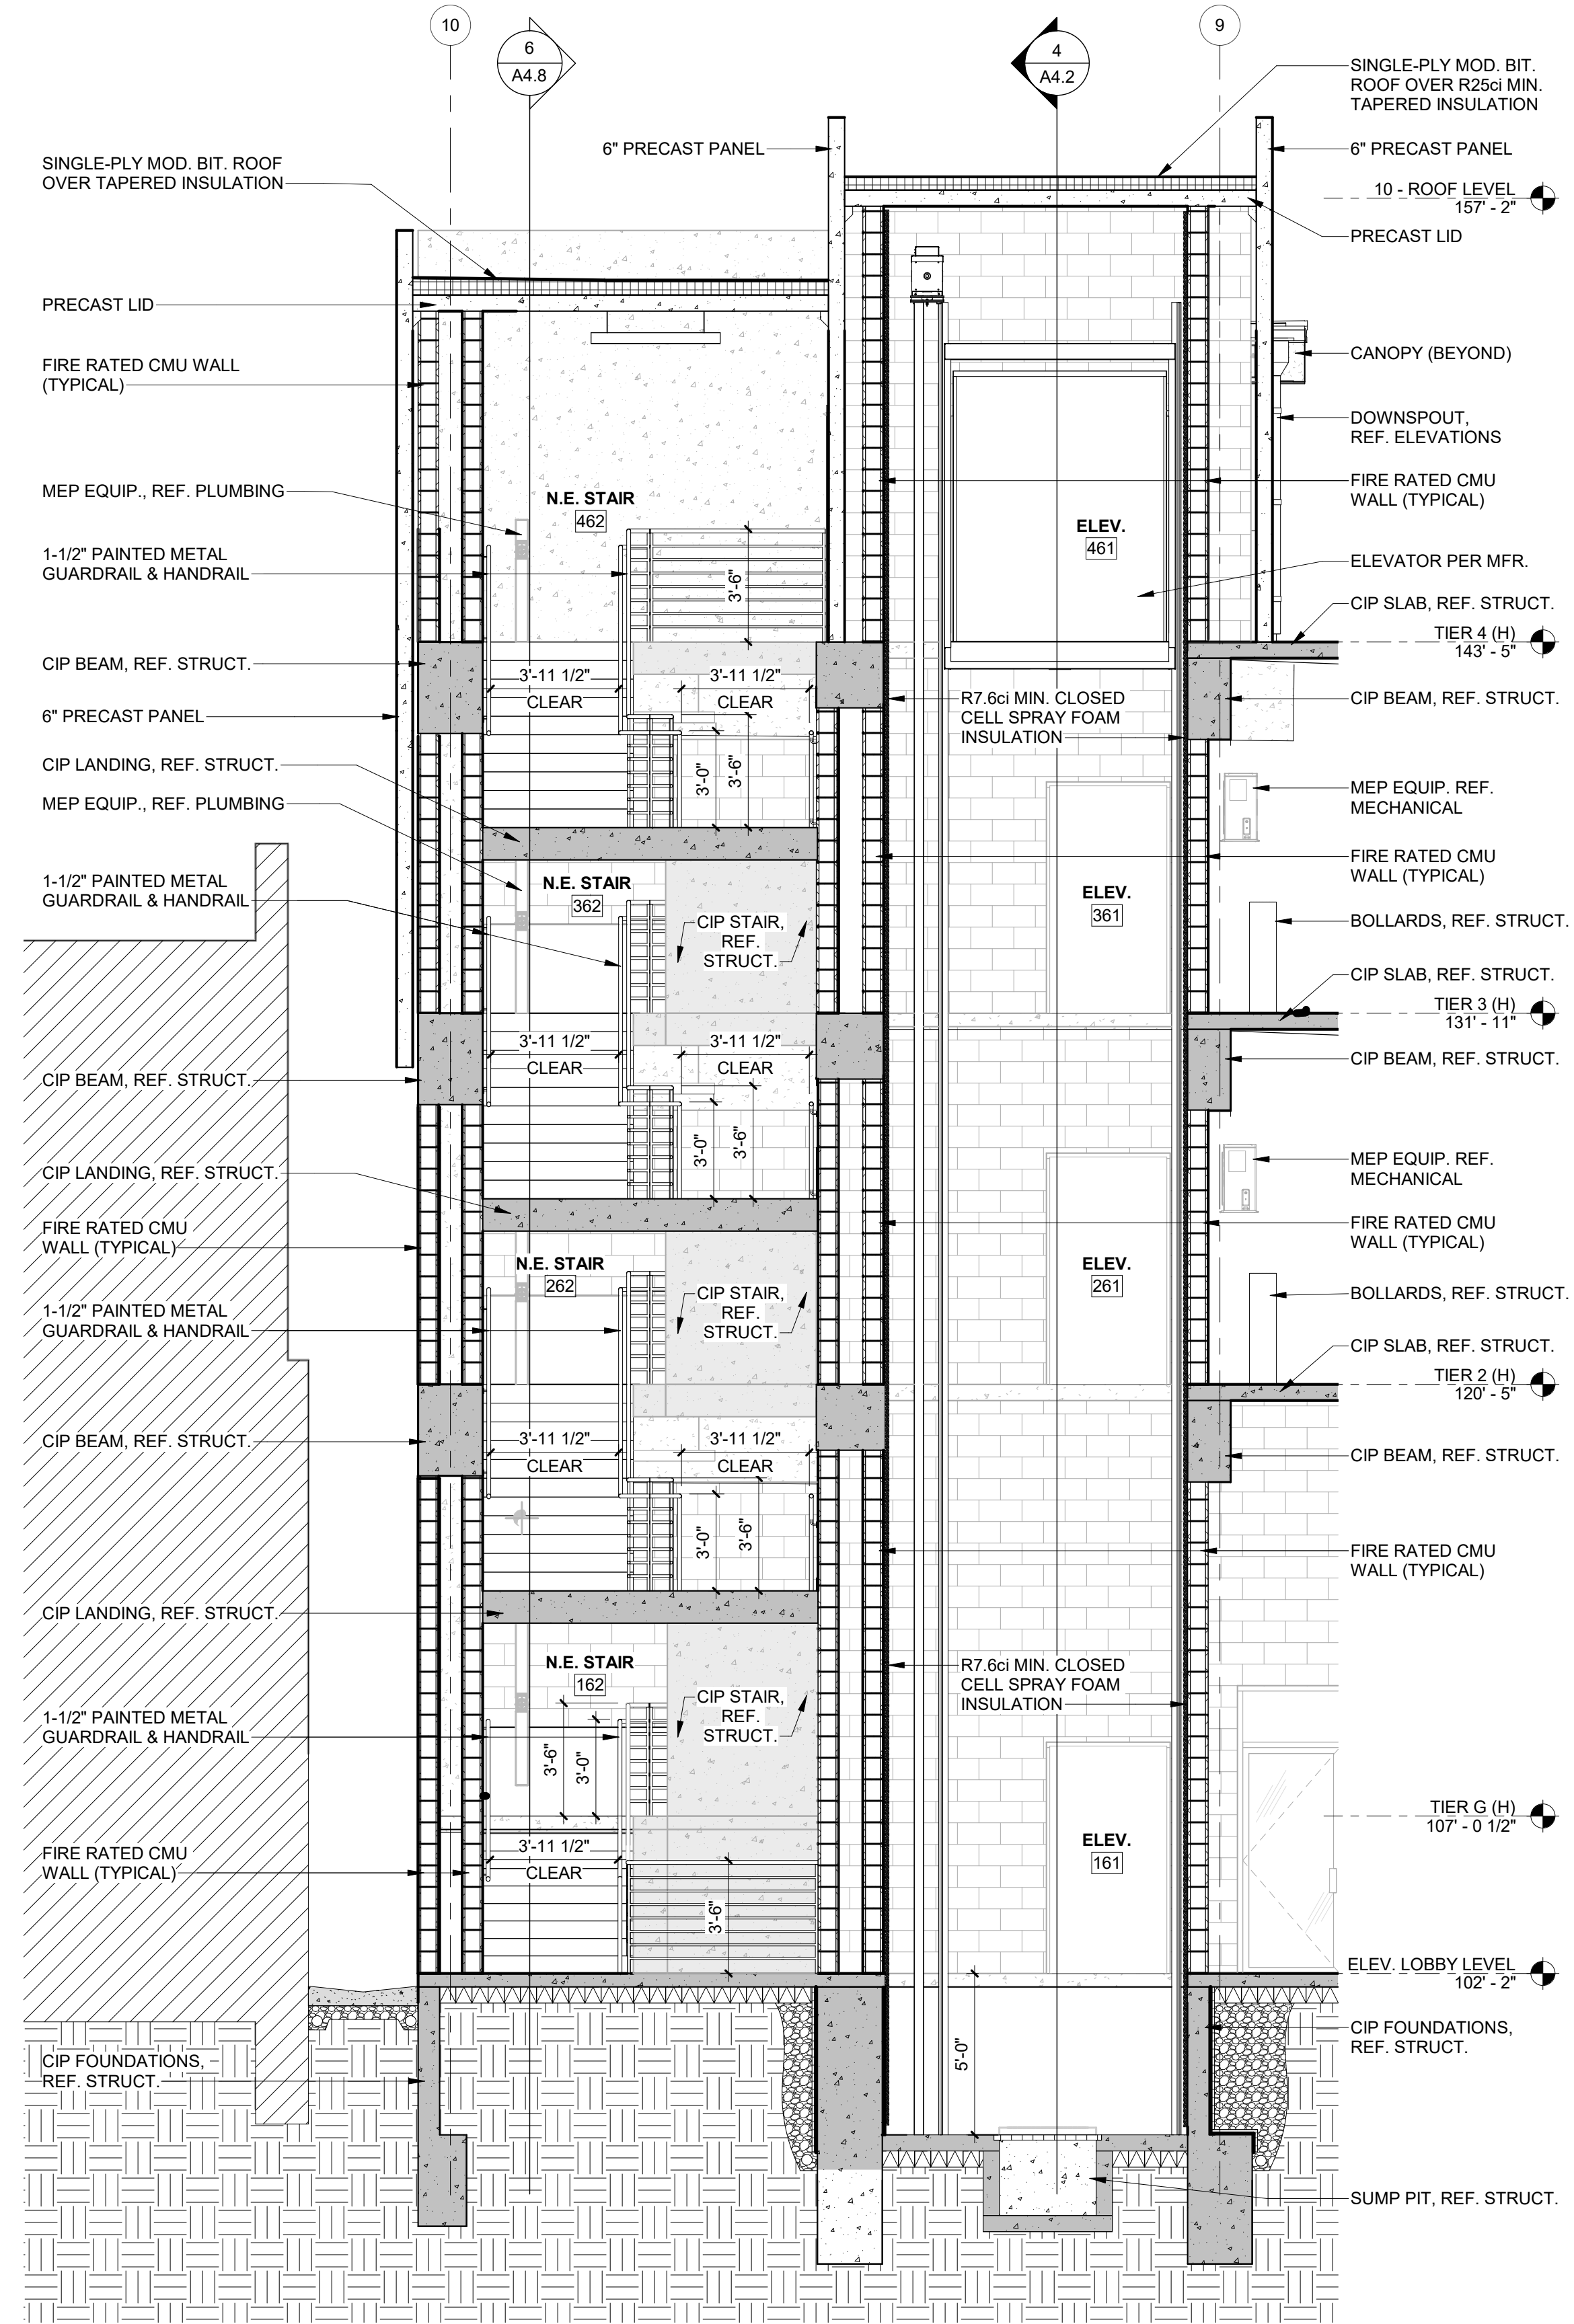 10
6
A4.8
4
A4.2
9
SINGLE-PLY MOD. BIT.
ROOF OVER R25ci MIN.
TAPERED INSULATION
6" PRECAST PANEL
6" PRECAST PANEL
SINGLE-PLY MOD. BIT. ROOF
OVER TAPERED INSULATION
10 - ROOF LEVEL
157' - 2"
PRECAST LID
PRECAST LID
CANOPY (BEYOND)
FIRE RATED CMU WALL
(TYPICAL)
DOWNSPOUT,
REF. ELEVATIONS
MEP EQUIP., REF. PLUMBING
N.E. STAIR
462
FIRE RATED CMU
WALL (TYPICAL)
ELEV.
461
1-1/2" PAINTED METAL
GUARDRAIL & HANDRAIL
3'-6"
ELEVATOR PER MFR.
CIP SLAB, REF. STRUCT.
TIER 4 (H)
143' - 5"
CIP BEAM, REF. STRUCT.
3'-11 1/2"
CLEAR
3'-11 1/2"
CLEAR
R7.6ci MIN. CLOSED
CELL SPRAY FOAM
INSULATION
CIP BEAM, REF. STRUCT.
6" PRECAST PANEL
3'-0"
3'-6"
CIP LANDING, REF. STRUCT.
MEP EQUIP., REF. PLUMBING
MEP EQUIP. REF.
MECHANICAL
FIRE RATED CMU
WALL (TYPICAL)
1-1/2" PAINTED METAL
GUARDRAIL & HANDRAIL
N.E. STAIR
362
CIP STAIR,
REF.
STRUCT.
ELEV.
361
BOLLARDS, REF. STRUCT.
CIP SLAB, REF. STRUCT.
TIER 3 (H)
131' - 11"
3'-11 1/2"
CLEAR
3'-11 1/2"
CLEAR
CIP BEAM, REF. STRUCT.
CIP BEAM, REF. STRUCT.
3'-0"
3'-6"
CIP LANDING, REF. STRUCT.
MEP EQUIP. REF.
MECHANICAL
FIRE RATED CMU
WALL (TYPICAL)
FIRE RATED CMU
WALL (TYPICAL)
N.E. STAIR
262
ELEV.
261
1-1/2" PAINTED METAL
GUARDRAIL & HANDRAIL
CIP STAIR,
REF.
STRUCT.
BOLLARDS, REF. STRUCT.
CIP SLAB, REF. STRUCT.
TIER 2 (H)
120' - 5"
CIP BEAM, REF. STRUCT.
3'-11 1/2"
CLEAR
3'-11 1/2"
CLEAR
CIP BEAM, REF. STRUCT.
3'-0"
3'-6"
FIRE RATED CMU
WALL (TYPICAL)
CIP LANDING, REF. STRUCT.
N.E. STAIR
162
R7.6ci MIN. CLOSED
CELL SPRAY FOAM
INSULATION
1-1/2" PAINTED METAL
GUARDRAIL & HANDRAIL
CIP STAIR,
REF.
STRUCT.
3'-6"
3'-0"
TIER G (H)
107' - 0 1/2"
FIRE RATED CMU
WALL (TYPICAL)
3'-11 1/2"
CLEAR
ELEV.
161
3'-6"
ELEV. LOBBY LEVEL
102' - 2"
5'-0"
CIP FOUNDATIONS,
REF. STRUCT.
CIP FOUNDATIONS,
REF. STRUCT.
SUMP PIT, REF. STRUCT.